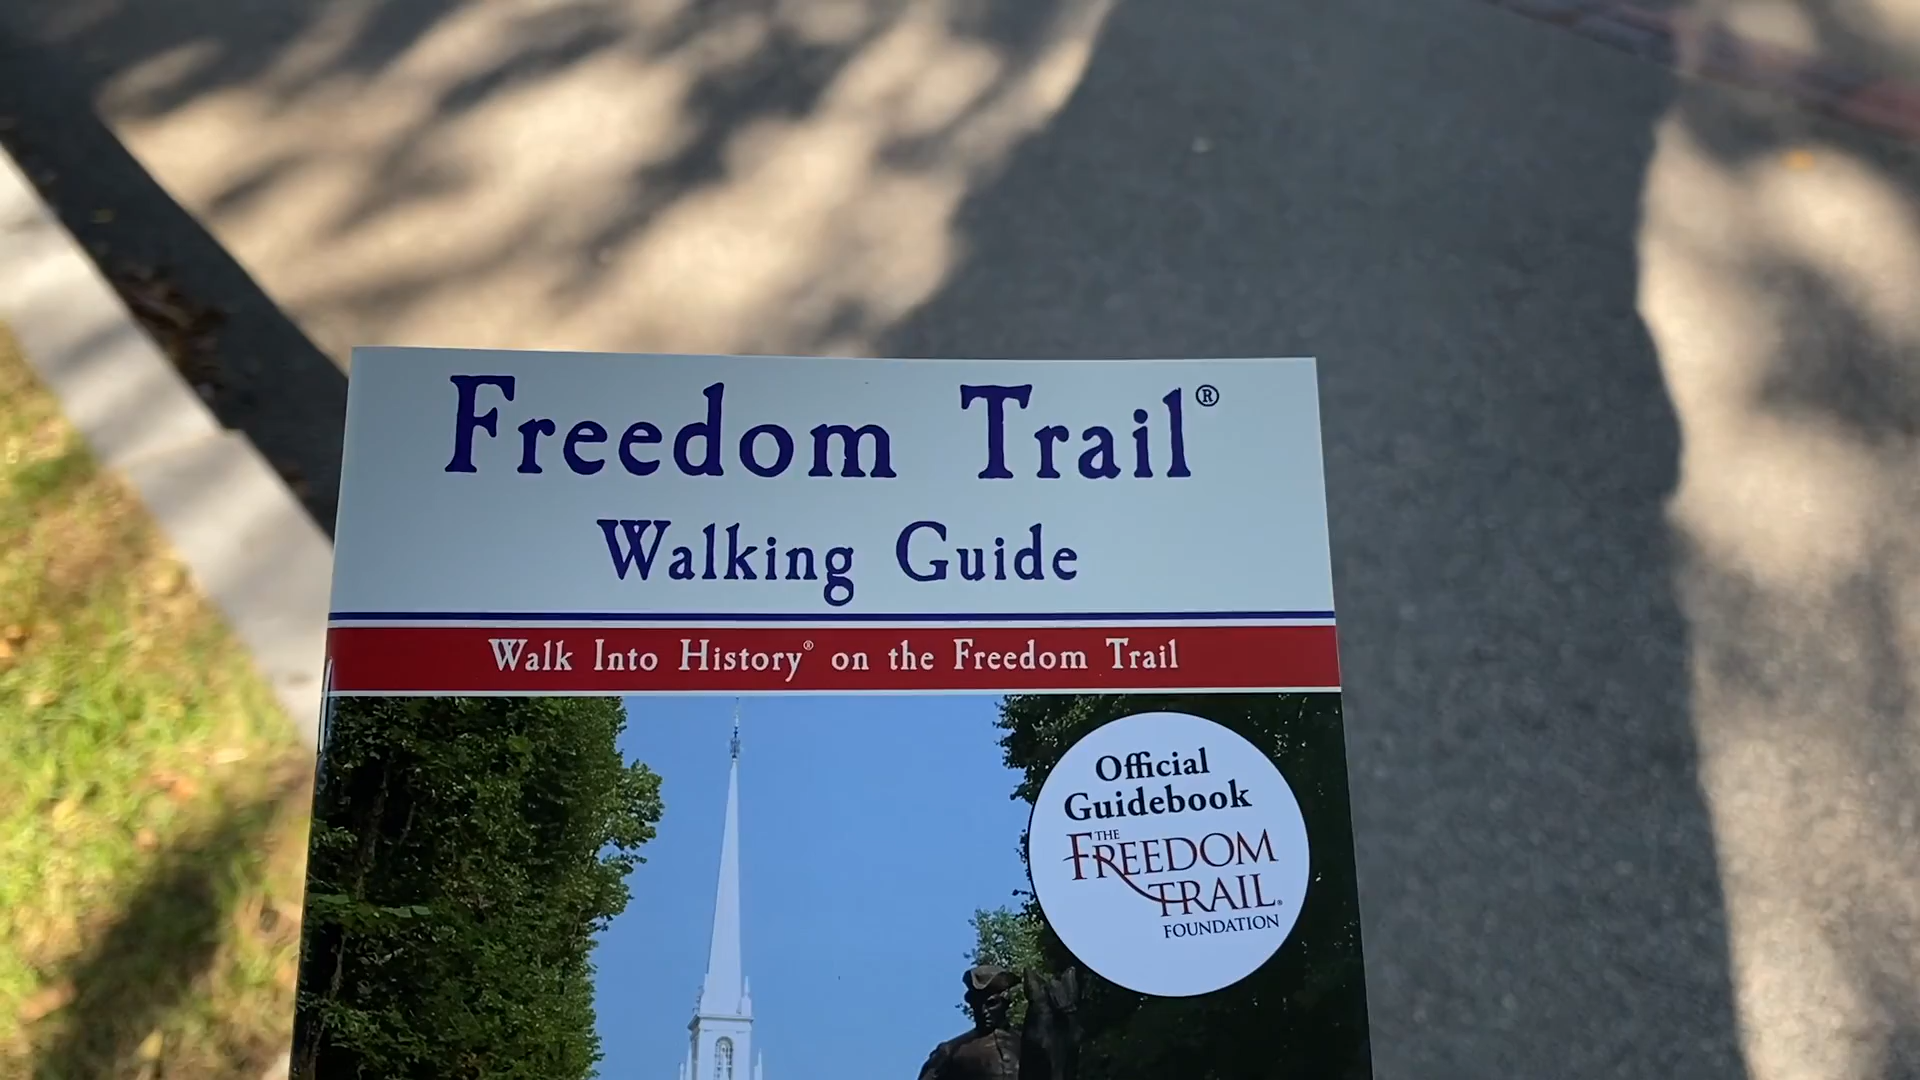 Freedom Trail®
Walking Guide
Walk Into History® on the Freedom Trail
Official
Guidebook
THE
FREEDOM
TRAIL®
FOUNDATION